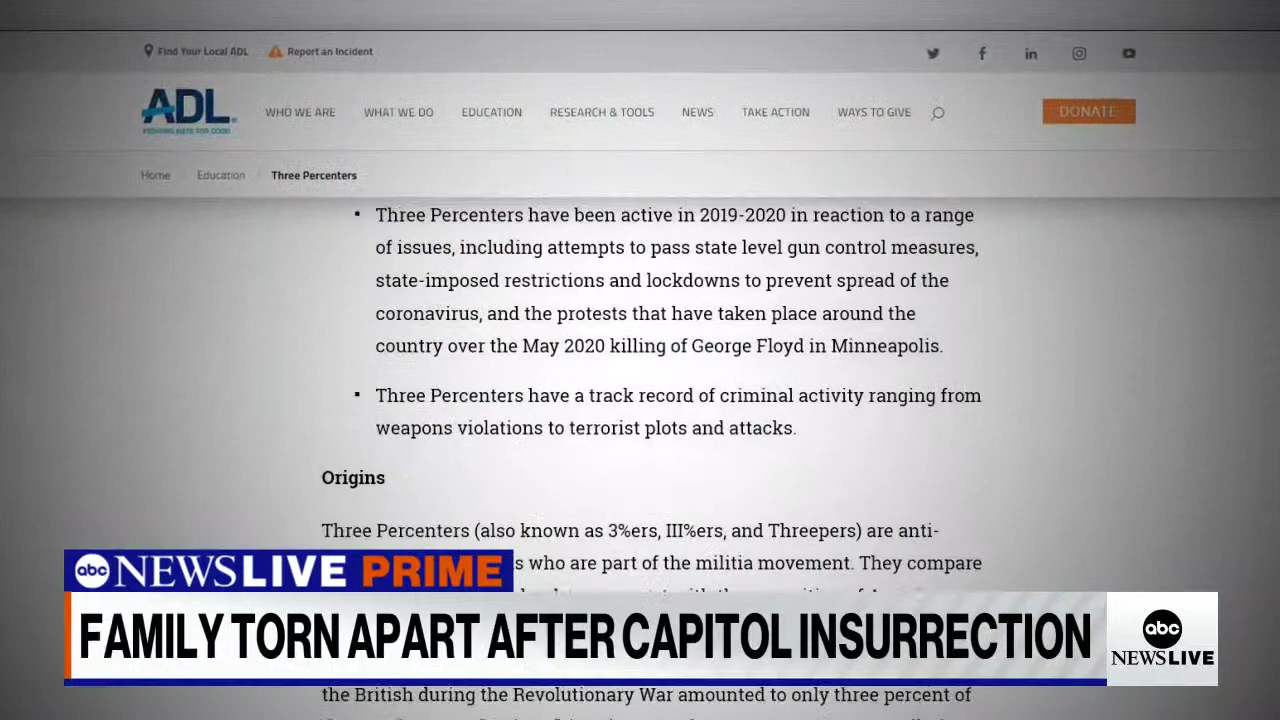 Find Your Local ADL Report an Incident
ADL
WHO WE ARE WHAT WE DO EDUCATION RESEARCH & TOOLS NEWS TAKE ACTION WAYS TO GIVE DONATE
Home Education Three Percenters
▪ Three Percenters have been active in 2019-2020 in reaction to a range
of issues, including attempts to pass state level gun control measures,
state-imposed restrictions and lockdowns to prevent spread of the
coronavirus, and the protests that have taken place around the
country over the May 2020 killing of George Floyd in Minneapolis.
▪ Three Percenters have a track record of criminal activity ranging from
weapons violations to terrorist plots and attacks.
Origins
Three Percenters (also known as 3%ers, III%ers, and Threepers) are anti-
who are part of the militia movement. They compare
abc NEWS LIVE PRIME
FAMILY TORN APART AFTER CAPITOL INSURRECTION
abc
NEWS LIVE
the British during the Revolutionary War amounted to only three percent of